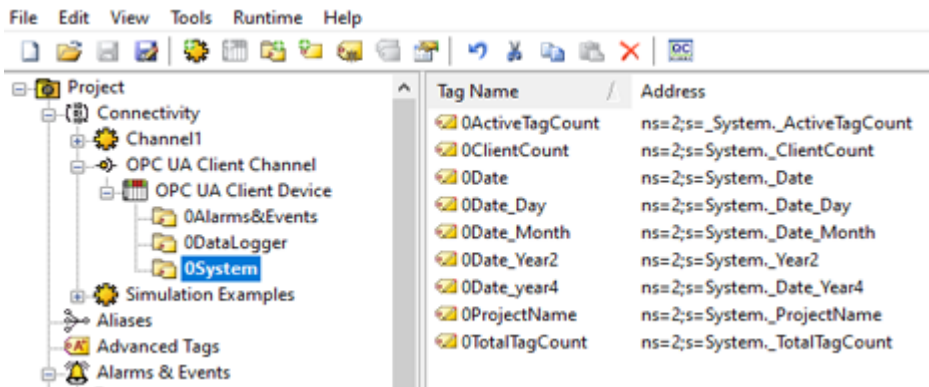 File Edit View Tools Runtime Help
Project
Connectivity
Channel1
OPC UA Client Channel
OPC UA Client Device
0Alarms&Events
0DataLogger
0System
Simulation Examples
Aliases
Advanced Tags
Alarms & Events
Tag Name Address
0ActiveTagCount ns=2;s=_System._ActiveTagCount
0ClientCount ns=2;s=System._ClientCount
0Date ns=2;s=System._Date
0Date_Day ns=2;s=System._Date_Day
0Date_Month ns=2;s=System._Date_Month
0Date_Year2 ns=2;s=System._Year2
0Date_year4 ns=2;s=System._Date_Year4
0ProjectName ns=2;s=System._ProjectName
0TotalTagCount ns=2;s=System._TotalTagCount